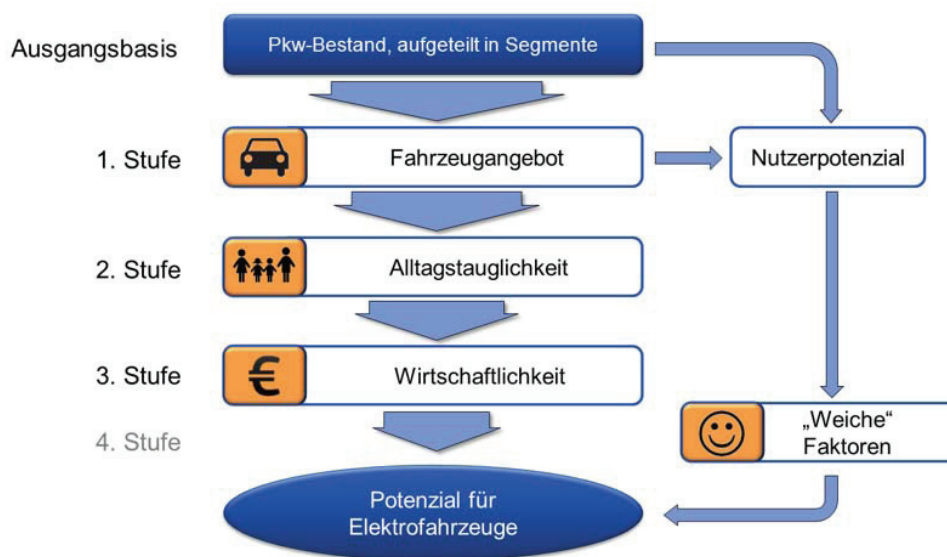 Ausgangsbasis
Pkw-Bestand, aufgeteilt in Segmente
1. Stufe
Fahrzeugangebot
Nutzerpotenzial
2. Stufe
Alltagstauglichkeit
3. Stufe
€
Wirtschaftlichkeit
4. Stufe
„Weiche“
Faktoren
Potenzial für
Elektrofahrzeuge